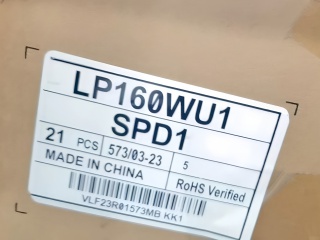 LP160WU1
SPD1
21 PCS 573/03-23 5
MADE IN CHINA RoHS Verified
VLF23R01573MB KK1